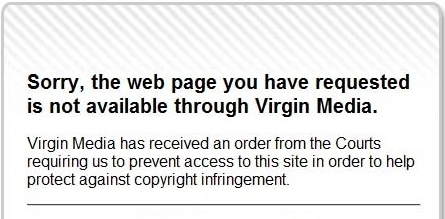 Sorry, the web page you have requested
is not available through Virgin Media.
Virgin Media has received an order from the Courts
requiring us to prevent access to this site in order to help
protect against copyright infringement.